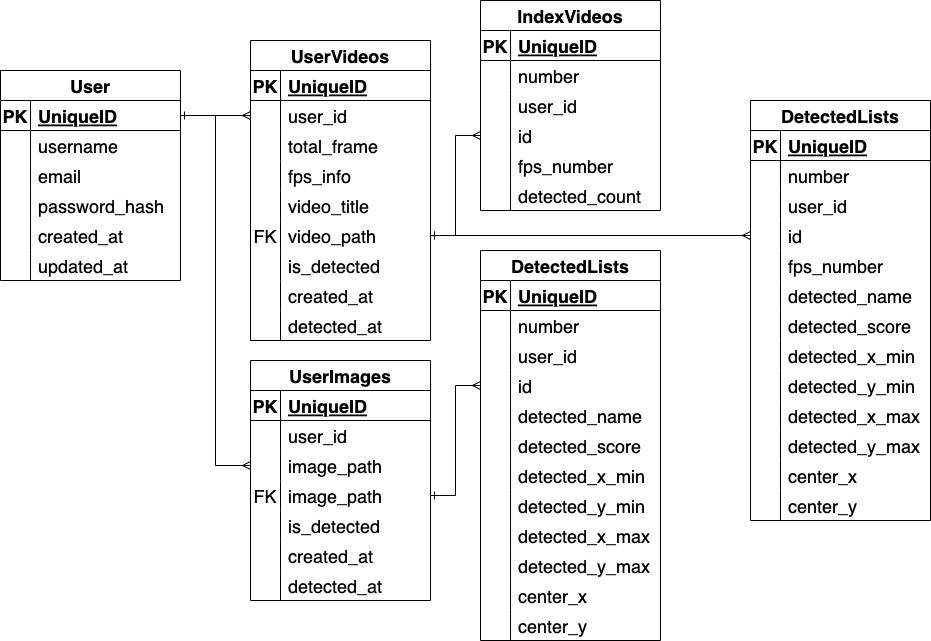 User
PK UniqueID
username
email
password_hash
created_at
updated_at
UserVideos
PK UniqueID
user_id
total_frame
fps_info
video_title
FK video_path
is_detected
created_at
detected_at
UserImages
PK UniqueID
user_id
image_path
FK image_path
is_detected
created_at
detected_at
IndexVideos
PK UniqueID
number
user_id
id
fps_number
detected_count
DetectedLists
PK UniqueID
number
user_id
id
detected_name
detected_score
detected_x_min
detected_y_min
detected_x_max
detected_y_max
center_x
center_y
DetectedLists
PK UniqueID
number
user_id
id
fps_number
detected_name
detected_score
detected_x_min
detected_y_min
detected_x_max
detected_y_max
center_x
center_y